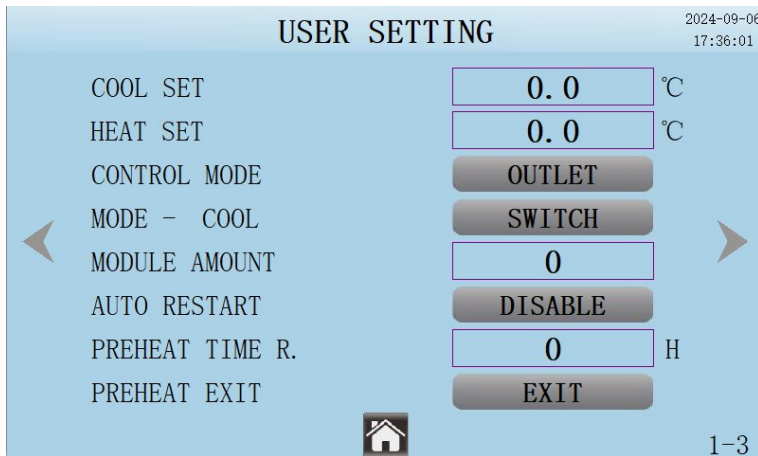 USER SETTING
2024-09-06
17:36:01
COOL SET 0.0 ℃
HEAT SET 0.0 ℃
CONTROL MODE OUTLET
MODE - COOL SWITCH
MODULE AMOUNT 0
AUTO RESTART DISABLE
PREHEAT TIME R. 0 H
PREHEAT EXIT EXIT
1-3